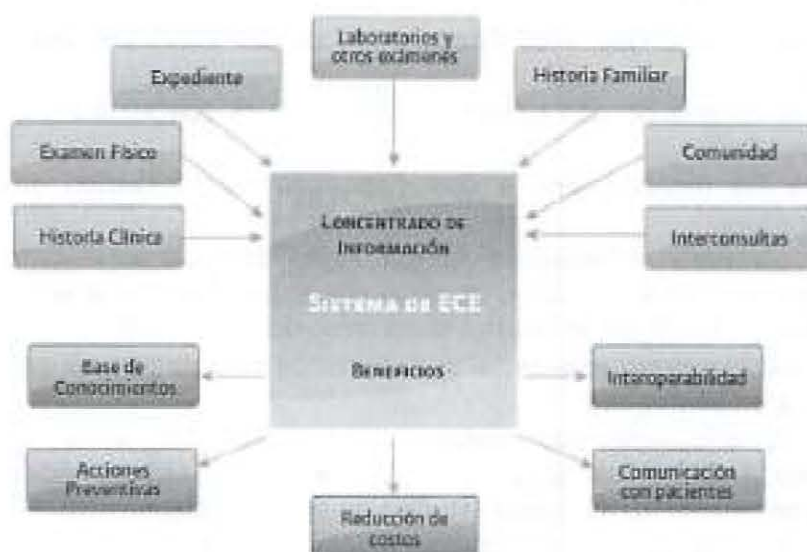 Laboratorios y
otros exámenes
Expediente
Historia Familiar
Examen Físico
Comunidad
Historia Clínica
Interconsultas
CONCENTRADO DE
INFORMACIÓN
SISTEMA DE ECE
BENEFICIOS
Base de
Conocimientos
Interoperabilidad
Acciones
Preventivas
Comunicación
con pacientes
Reducción de
costos